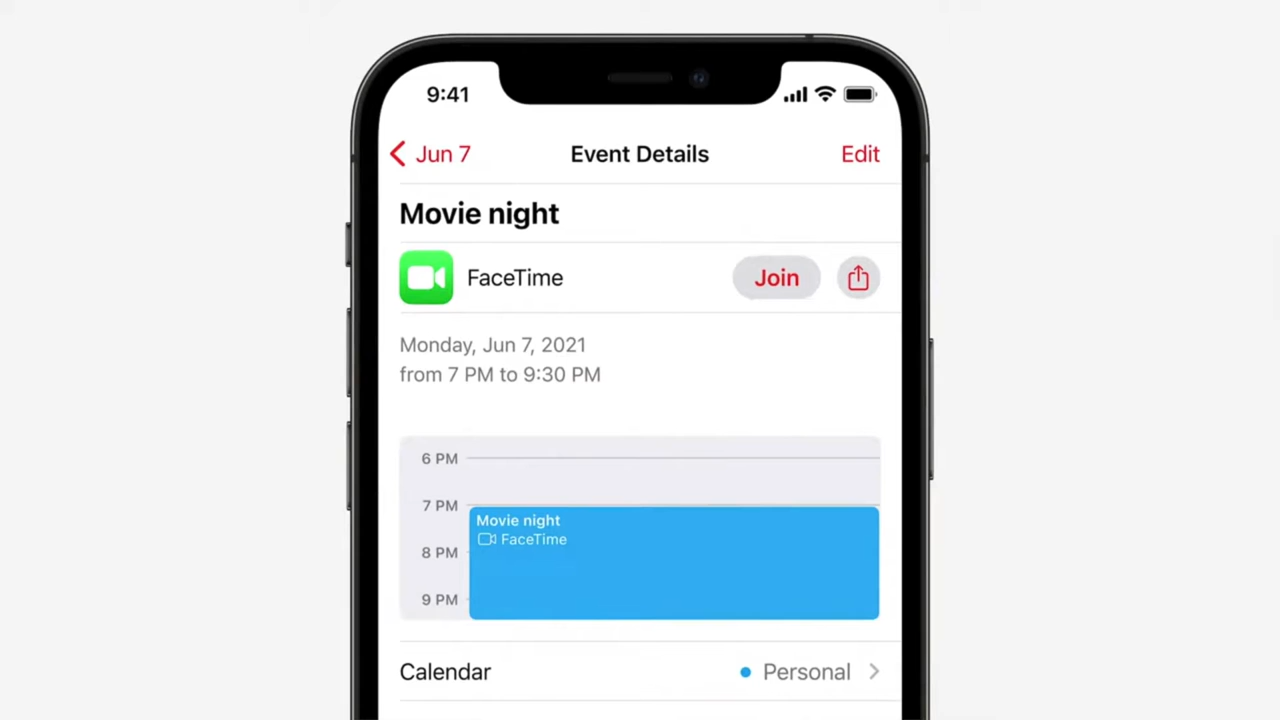 9:41
Jun 7 Event Details Edit
Movie night
FaceTime Join
Monday, Jun 7, 2021
from 7 PM to 9:30 PM
6 PM
7 PM
Movie night
FaceTime
8 PM
9 PM
Calendar Personal